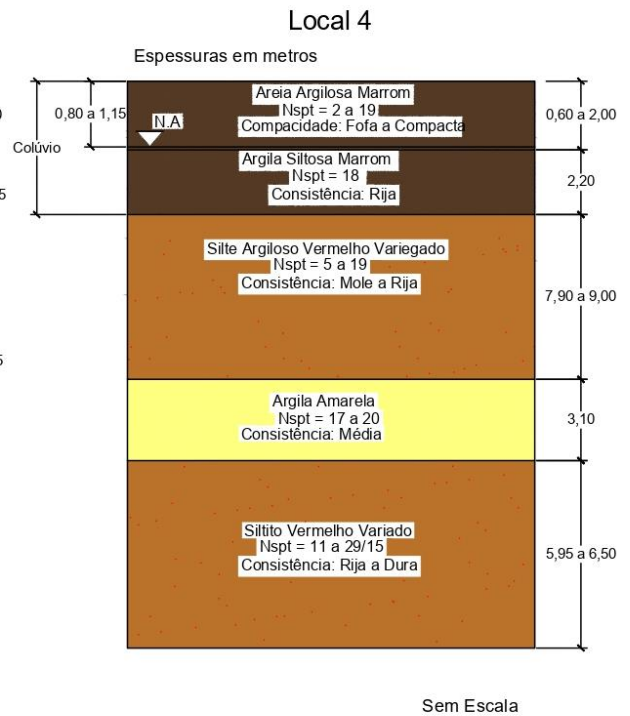 Local 4
Espessuras em metros
Areia Argilosa Marrom
Nspt = 2 a 19
Compacidade: Fofa a Compacta
0,80 a 1,15
N.A
0,60 a 2,00
Colúvio
Argila Siltosa Marrom
Nspt = 18
Consistência: Rija
2,20
Silte Argiloso Vermelho Variegado
Nspt = 5 a 19
Consistência: Mole a Rija
7,90 a 9,00
Argila Amarela
Nspt = 17 a 20
Consistência: Média
3,10
Siltito Vermelho Variado
Nspt = 11 a 29/15
Consistência: Rija a Dura
5,95 a 6,50
Sem Escala